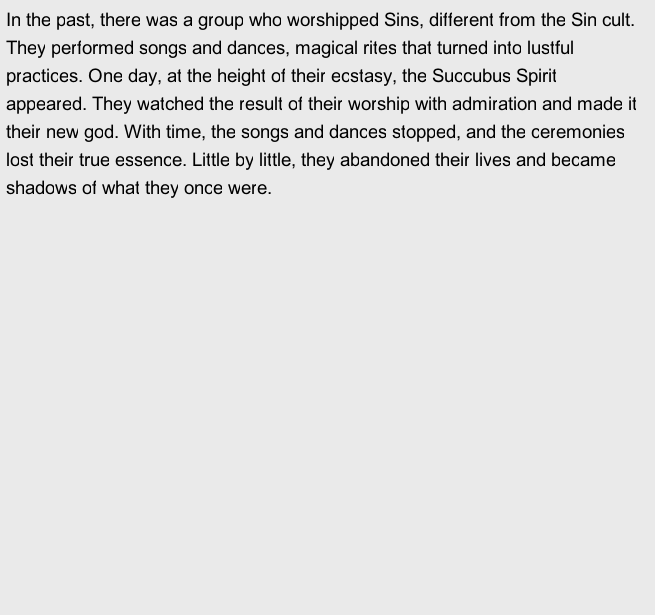 In the past, there was a group who worshipped Sins, different from the Sin cult.
They performed songs and dances, magical rites that turned into lustful
practices. One day, at the height of their ecstasy, the Succubus Spirit
appeared. They watched the result of their worship with admiration and made it
their new god. With time, the songs and dances stopped, and the ceremonies
lost their true essence. Little by little, they abandoned their lives and became
shadows of what they once were.